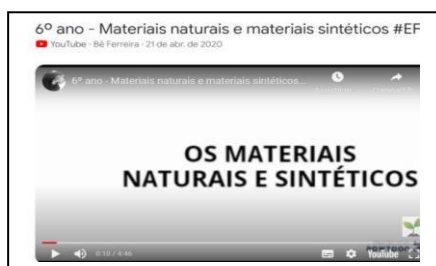 6º ano - Materiais naturais e materiais sintéticos #EF
YouTube · Bê Ferreira · 21 de abr. de 2020
6º ano - Materiais naturais e materiais sintéticos...
OS MATERIAIS
NATURAIS E SINTÉTICOS
0:10 / 4:46
YouTube